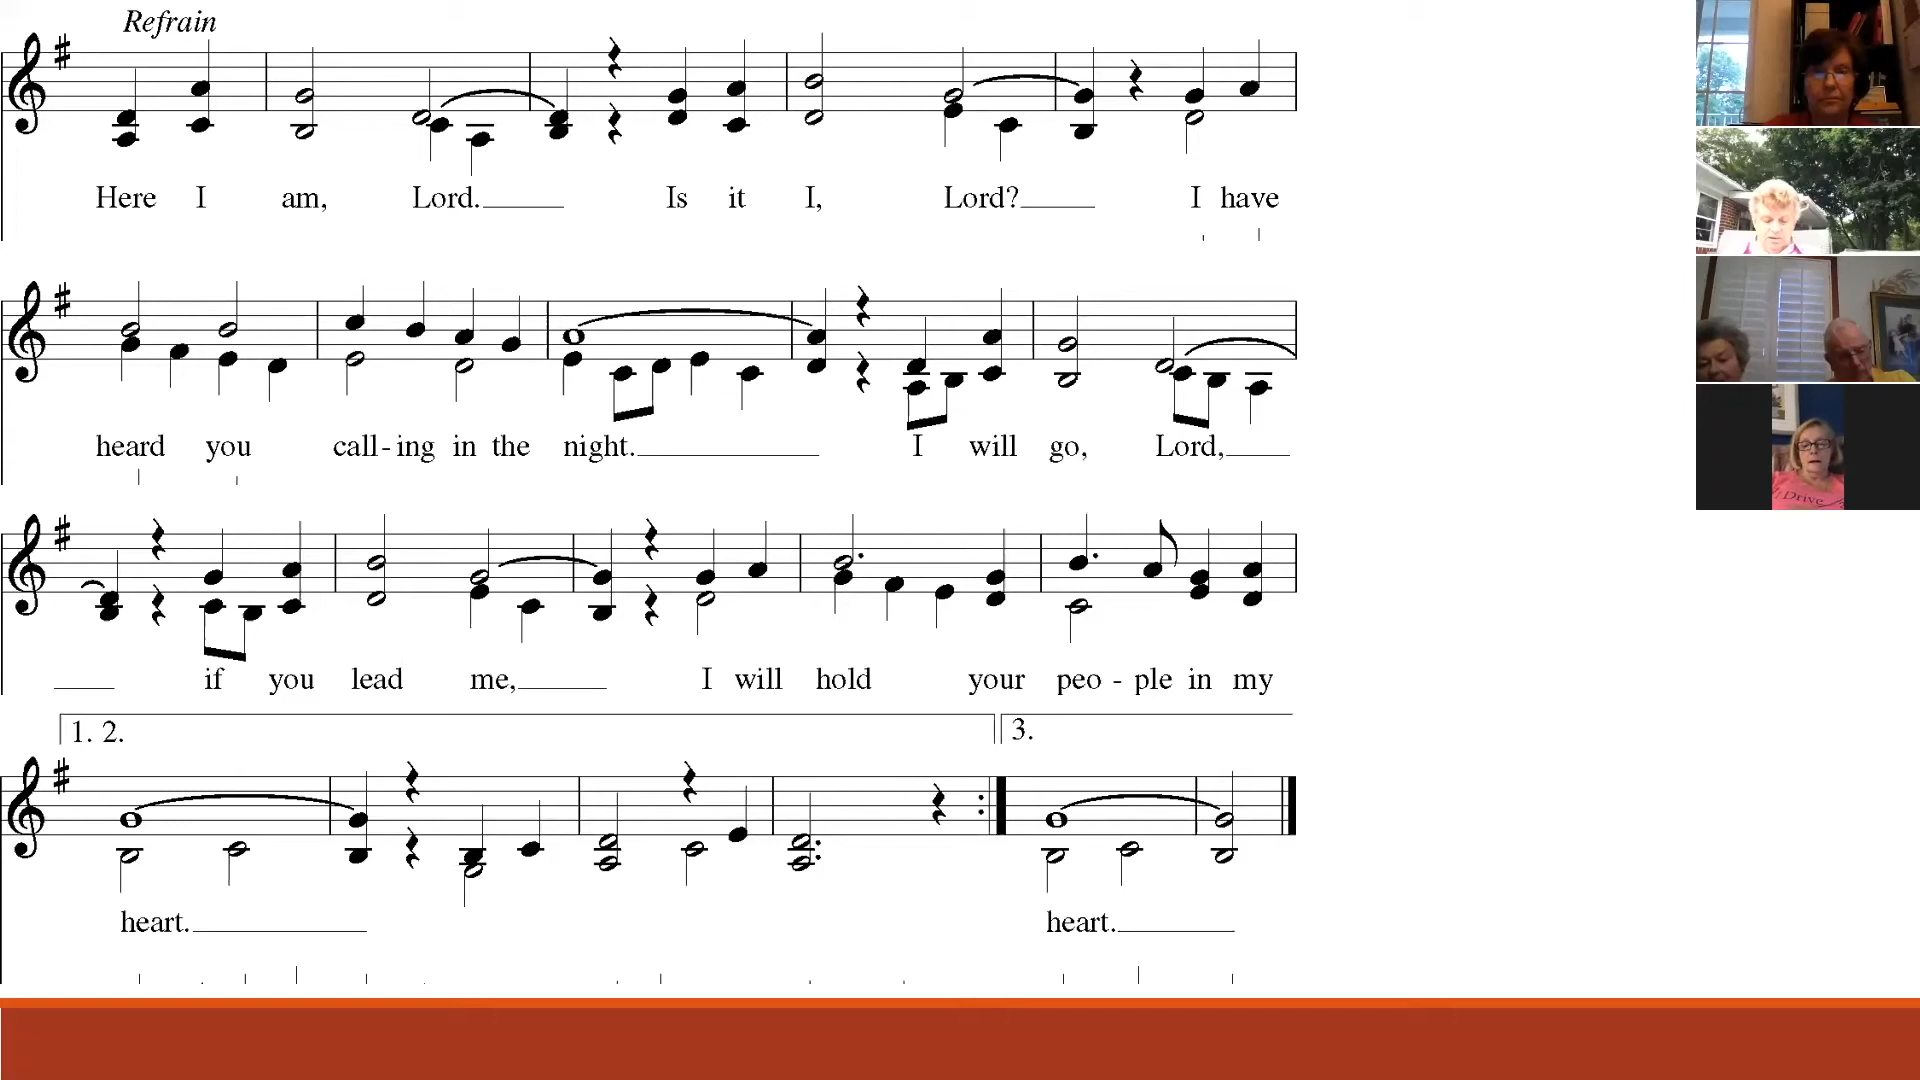 Refrain
Here I am, Lord. Is it I, Lord? I have
heard you call - ing in the night. I will go, Lord,
if you lead me, I will hold your peo - ple in my
1. 2. 3.
heart. heart.
Drive